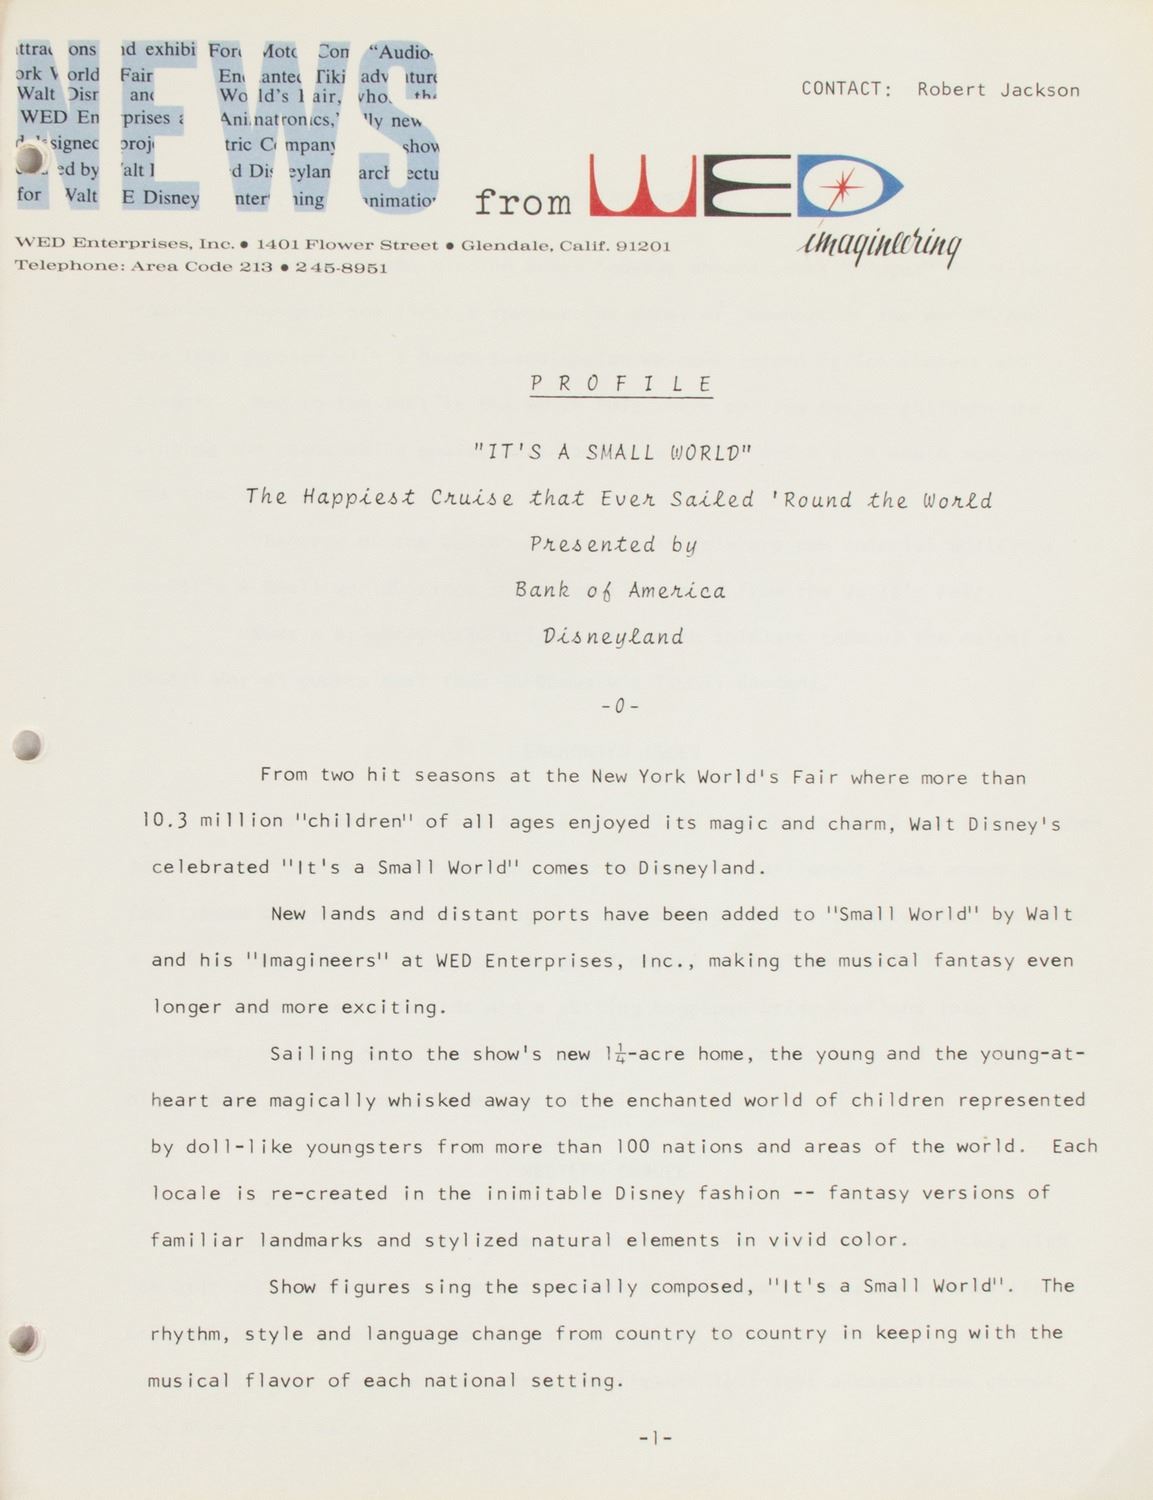 NEWS
ons
exhibi
"Audio-
orld
Fair
Tiki
Walt
WED En
from
WED
imagineering
CONTACT: Robert Jackson
WED Enterprises, Inc. ● 1401 Flower Street ● Glendale, Calif. 91201
Telephone: Area Code 213 ● 245-8951
PROFILE
"IT'S A SMALL WORLD"
The Happiest Cruise that Ever Sailed 'Round the World
Presented by
Bank of America
Disneyland
-0-
From two hit seasons at the New York World's Fair where more than
10.3 million "children" of all ages enjoyed its magic and charm, Walt Disney's
celebrated "It's a Small World" comes to Disneyland.
New lands and distant ports have been added to "Small World" by Walt
and his "Imagineers" at WED Enterprises, Inc., making the musical fantasy even
longer and more exciting.
Sailing into the show's new 1¼-acre home, the young and the young-at-
heart are magically whisked away to the enchanted world of children represented
by doll-like youngsters from more than 100 nations and areas of the world. Each
locale is re-created in the inimitable Disney fashion -- fantasy versions of
familiar landmarks and stylized natural elements in vivid color.
Show figures sing the specially composed, "It's a Small World". The
rhythm, style and language change from country to country in keeping with the
musical flavor of each national setting.
-1-